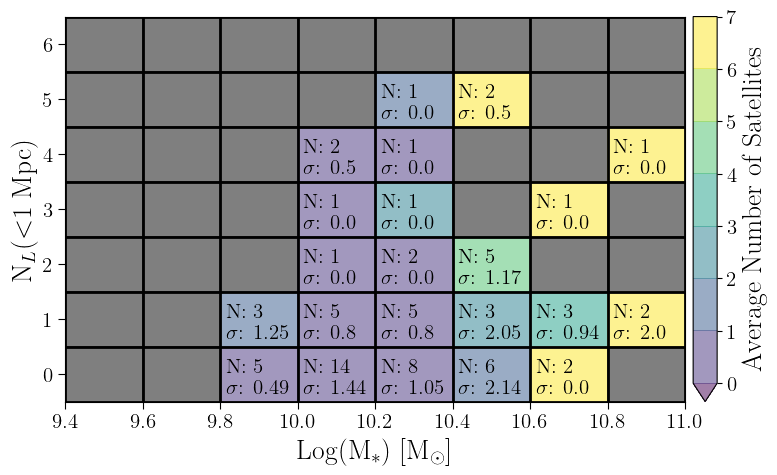 6
5
4
3
2
1
0
N_L(<1 Mpc)
N: 1
σ: 0.0
N: 2
σ: 0.5
N: 2
σ: 0.5
N: 1
σ: 0.0
N: 1
σ: 0.0
N: 1
σ: 0.0
N: 1
σ: 0.0
N: 1
σ: 0.0
N: 1
σ: 0.0
N: 2
σ: 0.0
N: 5
σ: 1.17
N: 3
σ: 1.25
N: 5
σ: 0.8
N: 5
σ: 0.8
N: 3
σ: 2.05
N: 3
σ: 0.94
N: 2
σ: 2.0
N: 5
σ: 0.49
N: 14
σ: 1.44
N: 8
σ: 1.05
N: 6
σ: 2.14
N: 2
σ: 0.0
9.4 9.6 9.8 10.0 10.2 10.4 10.6 10.8 11.0
Log(M_*) [M_⊙]
7
6
5
4
3
2
1
0
Average Number of Satellites